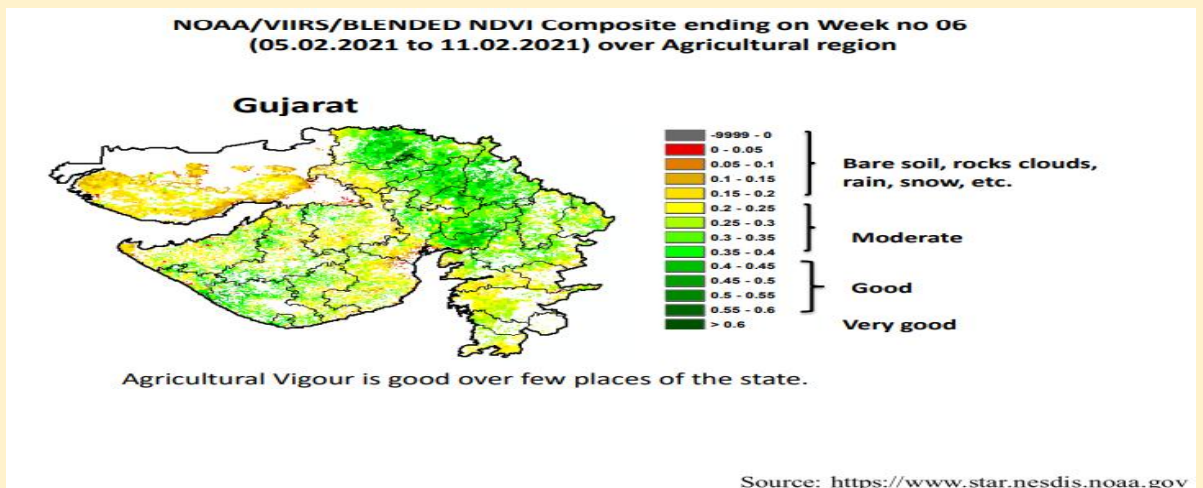 NOAA/VIIRS/BLENDED NDVI Composite ending on Week no 06
(05.02.2021 to 11.02.2021) over Agricultural region
Gujarat
-9999 - 0
0 - 0.05
0.05 - 0.1
0.1 - 0.15
0.15 - 0.2
0.2 - 0.25
0.25 - 0.3
0.3 - 0.35
0.35 - 0.4
0.4 - 0.45
0.45 - 0.5
0.5 - 0.55
0.55 - 0.6
> 0.6
Bare soil, rocks clouds,
rain, snow, etc.
Moderate
Good
Very good
Agricultural Vigour is good over few places of the state.
Source: https://www.star.nesdis.noaa.gov